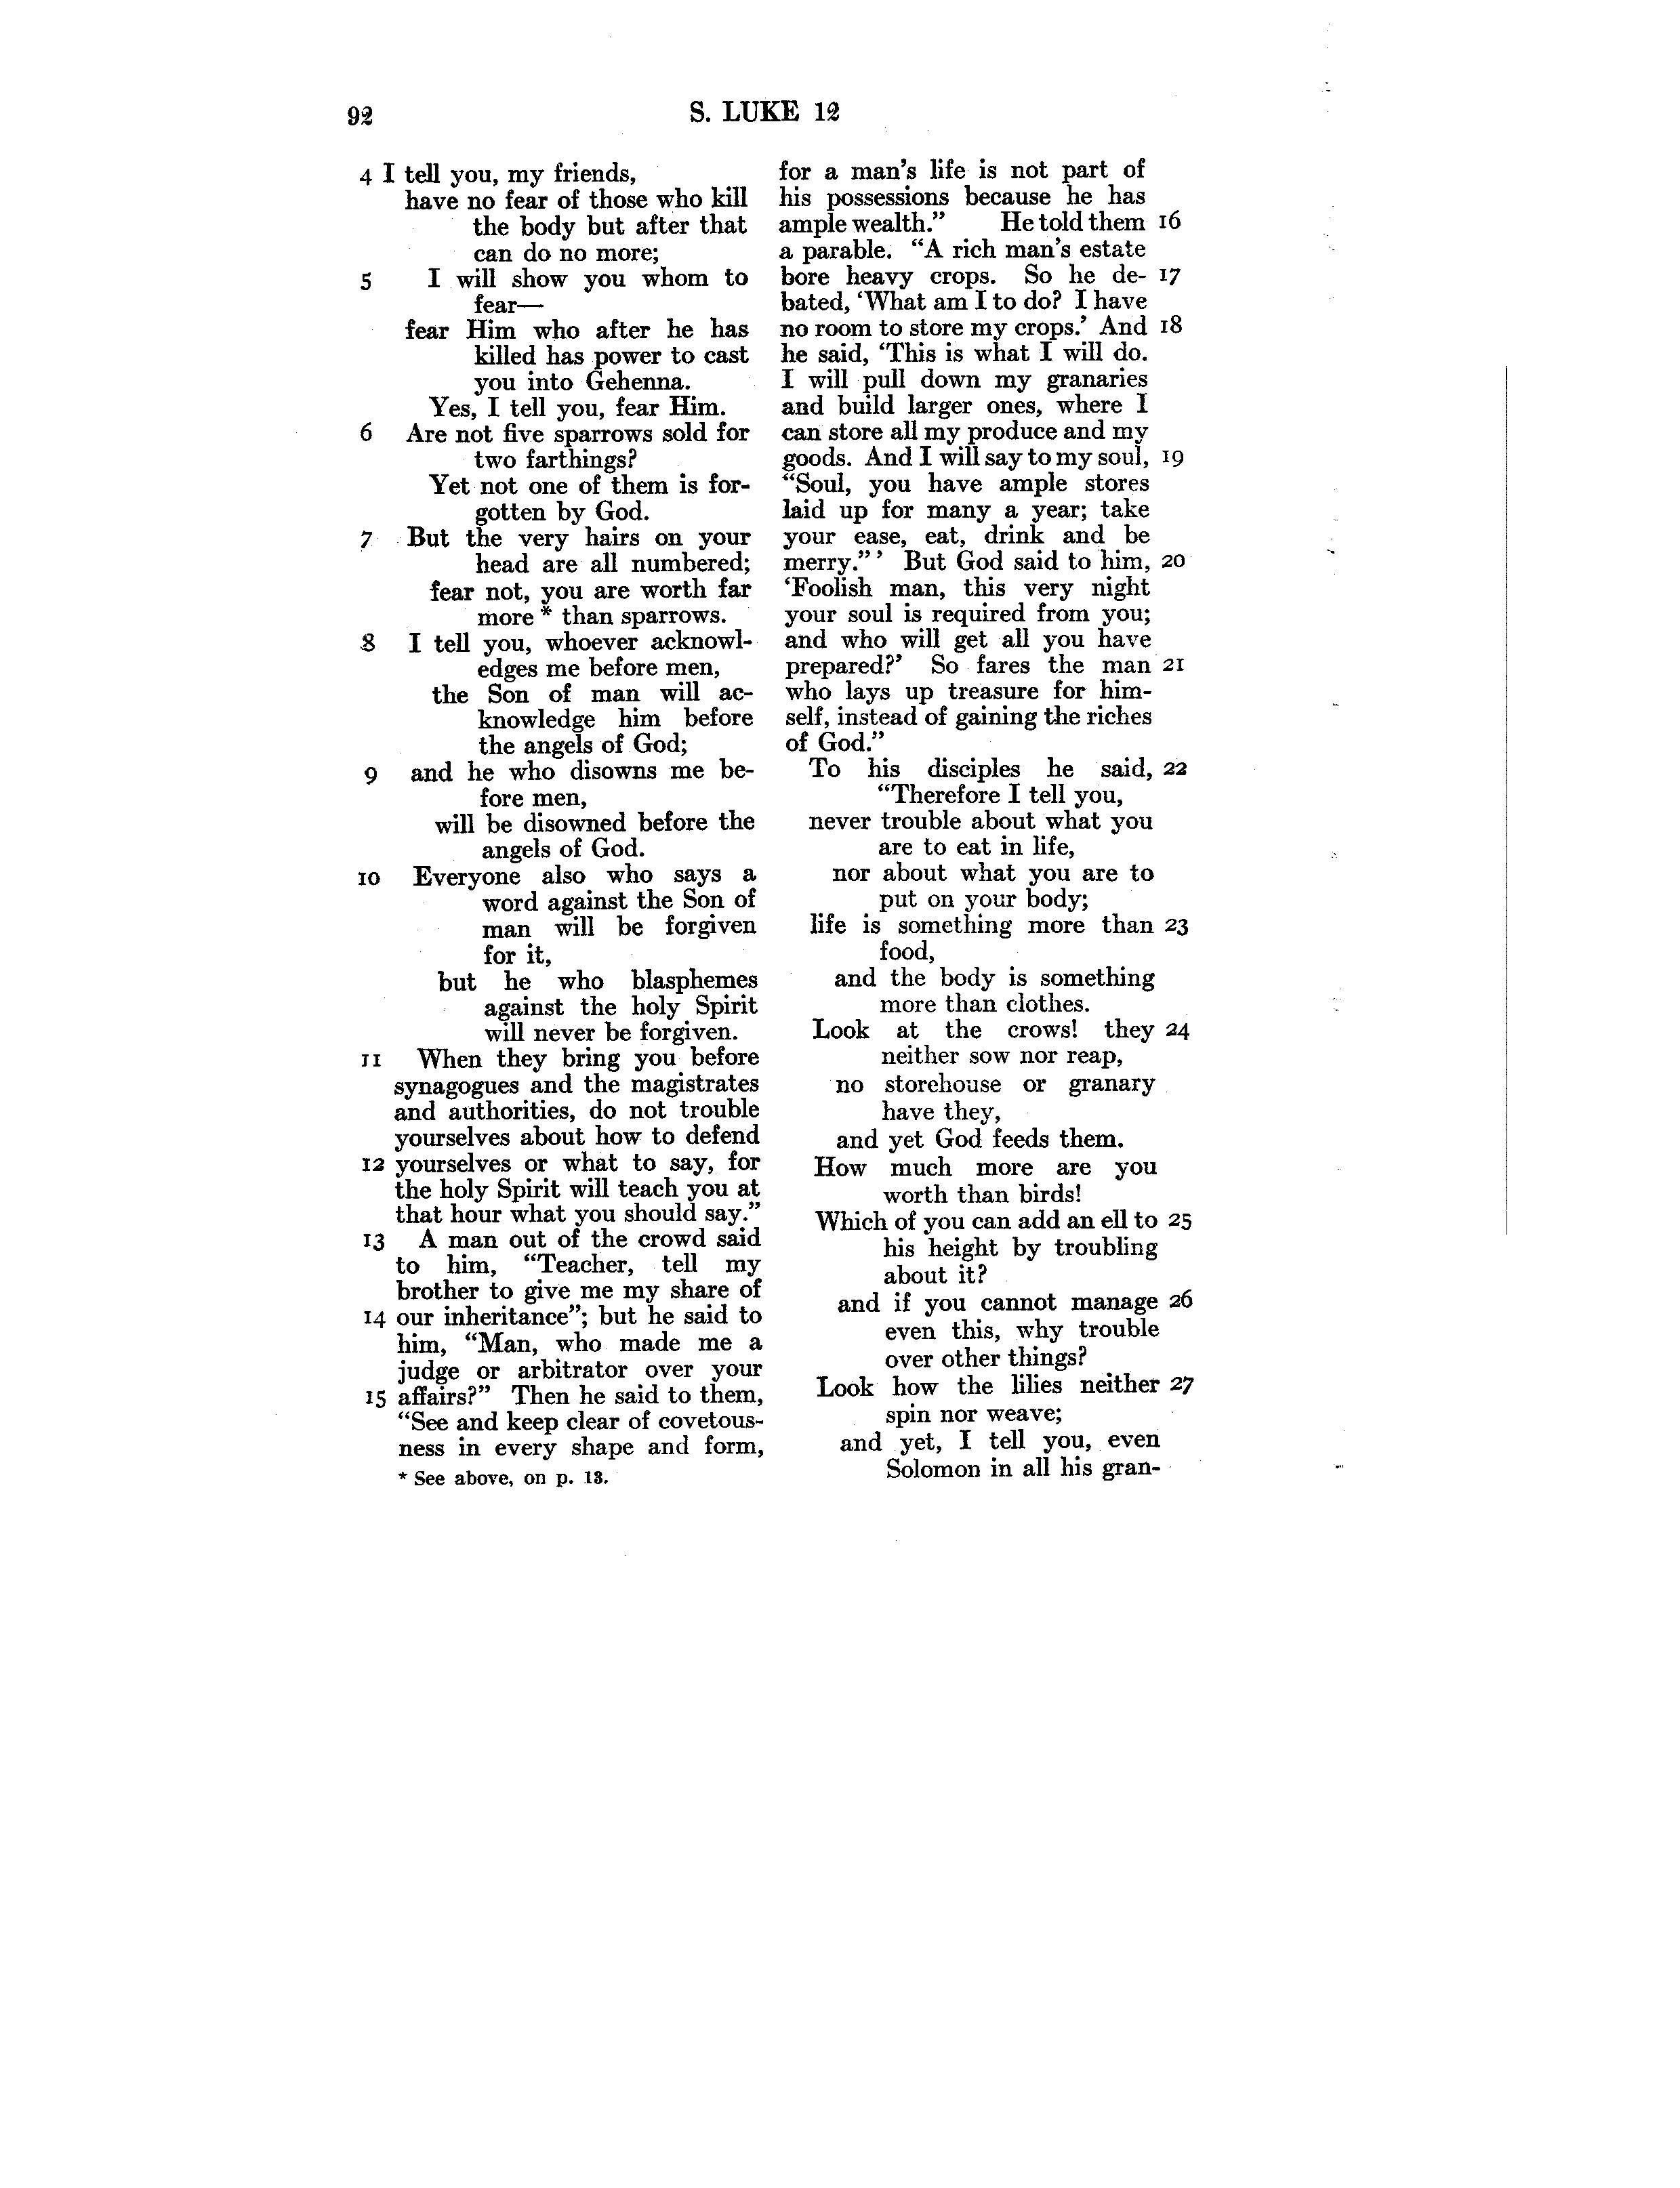 92
S. LUKE 12
4 I tell you, my friends,
have no fear of those who kill
the body but after that
can do no more;
5 I will show you whom to
fear—
fear Him who after he has
killed has power to cast
you into Gehenna.
Yes, I tell you, fear Him.
6 Are not five sparrows sold for
two farthings?
Yet not one of them is for-
gotten by God.
7 But the very hairs on your
head are all numbered;
fear not, you are worth far
more * than sparrows.
8 I tell you, whoever acknowl-
edges me before men,
the Son of man will ac-
knowledge him before
the angels of God;
9 and he who disowns me be-
fore men,
will be disowned before the
angels of God.
10 Everyone also who says a
word against the Son of
man will be forgiven
for it,
but he who blasphemes
against the holy Spirit
will never be forgiven.
11 When they bring you before
synagogues and the magistrates
and authorities, do not trouble
yourselves about how to defend
12 yourselves or what to say, for
the holy Spirit will teach you at
that hour what you should say.”
13 A man out of the crowd said
to him, “Teacher, tell my
brother to give me my share of
14 our inheritance”; but he said to
him, “Man, who made me a
judge or arbitrator over your
15 affairs?” Then he said to them,
“See and keep clear of covetous-
ness in every shape and form,
* See above, on p. 13.
for a man’s life is not part of
his possessions because he has
ample wealth.” He told them 16
a parable. “A rich man’s estate
bore heavy crops. So he de- 17
bated, ‘What am I to do? I have
no room to store my crops.’ And 18
he said, ‘This is what I will do.
I will pull down my granaries
and build larger ones, where I
can store all my produce and my
goods. And I will say to my soul, 19
“Soul, you have ample stores
laid up for many a year; take
your ease, eat, drink and be
merry.”’ But God said to him, 20
‘Foolish man, this very night
your soul is required from you;
and who will get all you have
prepared?’ So fares the man 21
who lays up treasure for him-
self, instead of gaining the riches
of God.”
To his disciples he said, 22
“Therefore I tell you,
never trouble about what you
are to eat in life,
nor about what you are to
put on your body;
life is something more than 23
food,
and the body is something
more than clothes.
Look at the crows! they 24
neither sow nor reap,
no storehouse or granary
have they,
and yet God feeds them.
How much more are you
worth than birds!
Which of you can add an ell to 25
his height by troubling
about it?
and if you cannot manage 26
even this, why trouble
over other things?
Look how the lilies neither 27
spin nor weave;
and yet, I tell you, even
Solomon in all his gran-